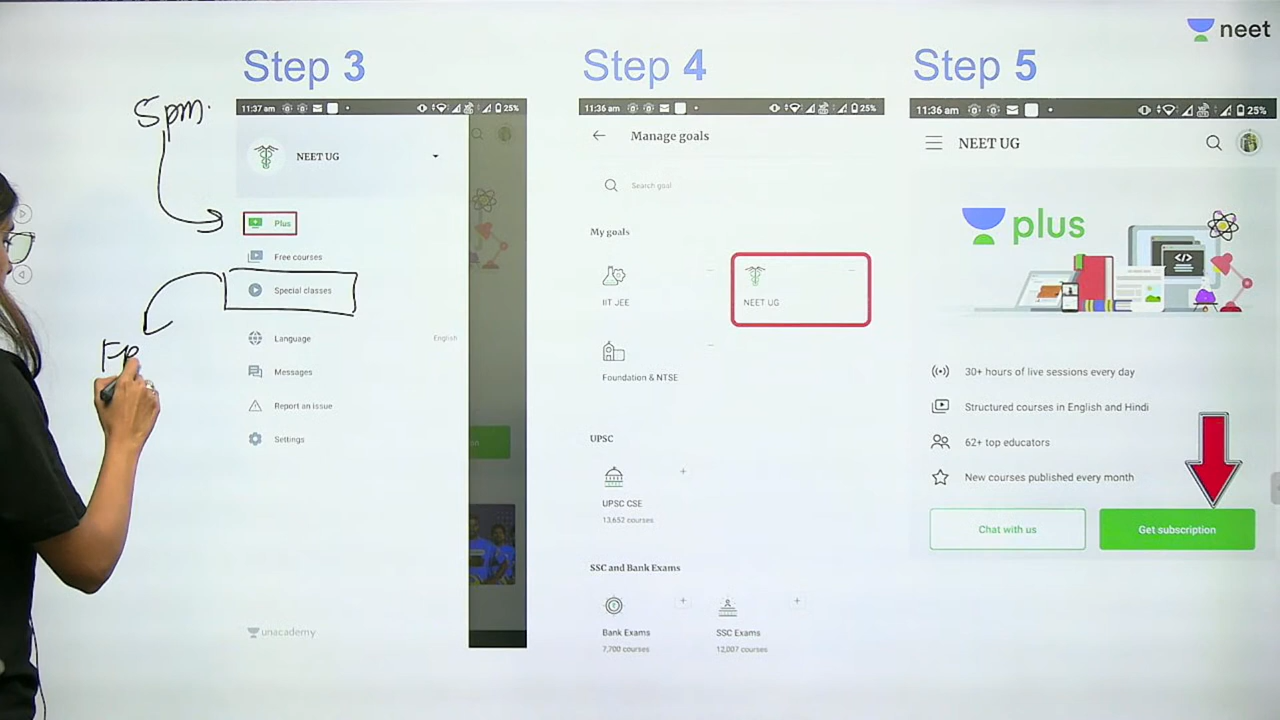 neet
Step 3
Step 4
Step 5
5pm.
11:37 am
25%
NEET UG
Plus
Free courses
Special classes
Language English
Messages
Report an issue
Settings
unacademy
11:36 am
25%
Manage goals
Search goal
My goals
IIT JEE
NEET UG
Foundation & NTSE
UPSC
UPSC CSE
13,652 courses
SSC and Bank Exams
Bank Exams
7,700 courses
SSC Exams
12,007 courses
11:36 am
25%
NEET UG
plus
30+ hours of live sessions every day
Structured courses in English and Hindi
62+ top educators
New courses published every month
Chat with us
Get subscription